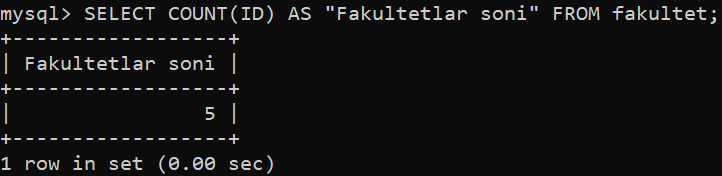 mysql> SELECT COUNT(ID) AS "Fakultetlar soni" FROM fakultet;
+------------------+
| Fakultetlar soni |
+------------------+
|                5 |
+------------------+
1 row in set (0.00 sec)